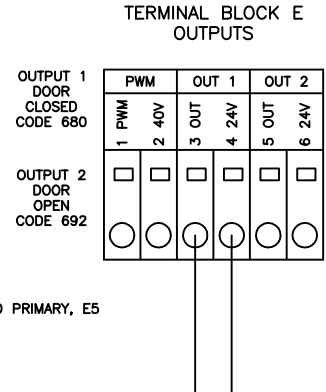 TERMINAL BLOCK E
OUTPUTS
OUTPUT 1
DOOR
CLOSED
CODE 680
OUTPUT 2
DOOR
OPEN
CODE 692
PWM OUT 1 OUT 2
1 PWM
2 40V
3 OUT
4 24V
5 OUT
6 24V
PRIMARY, E5